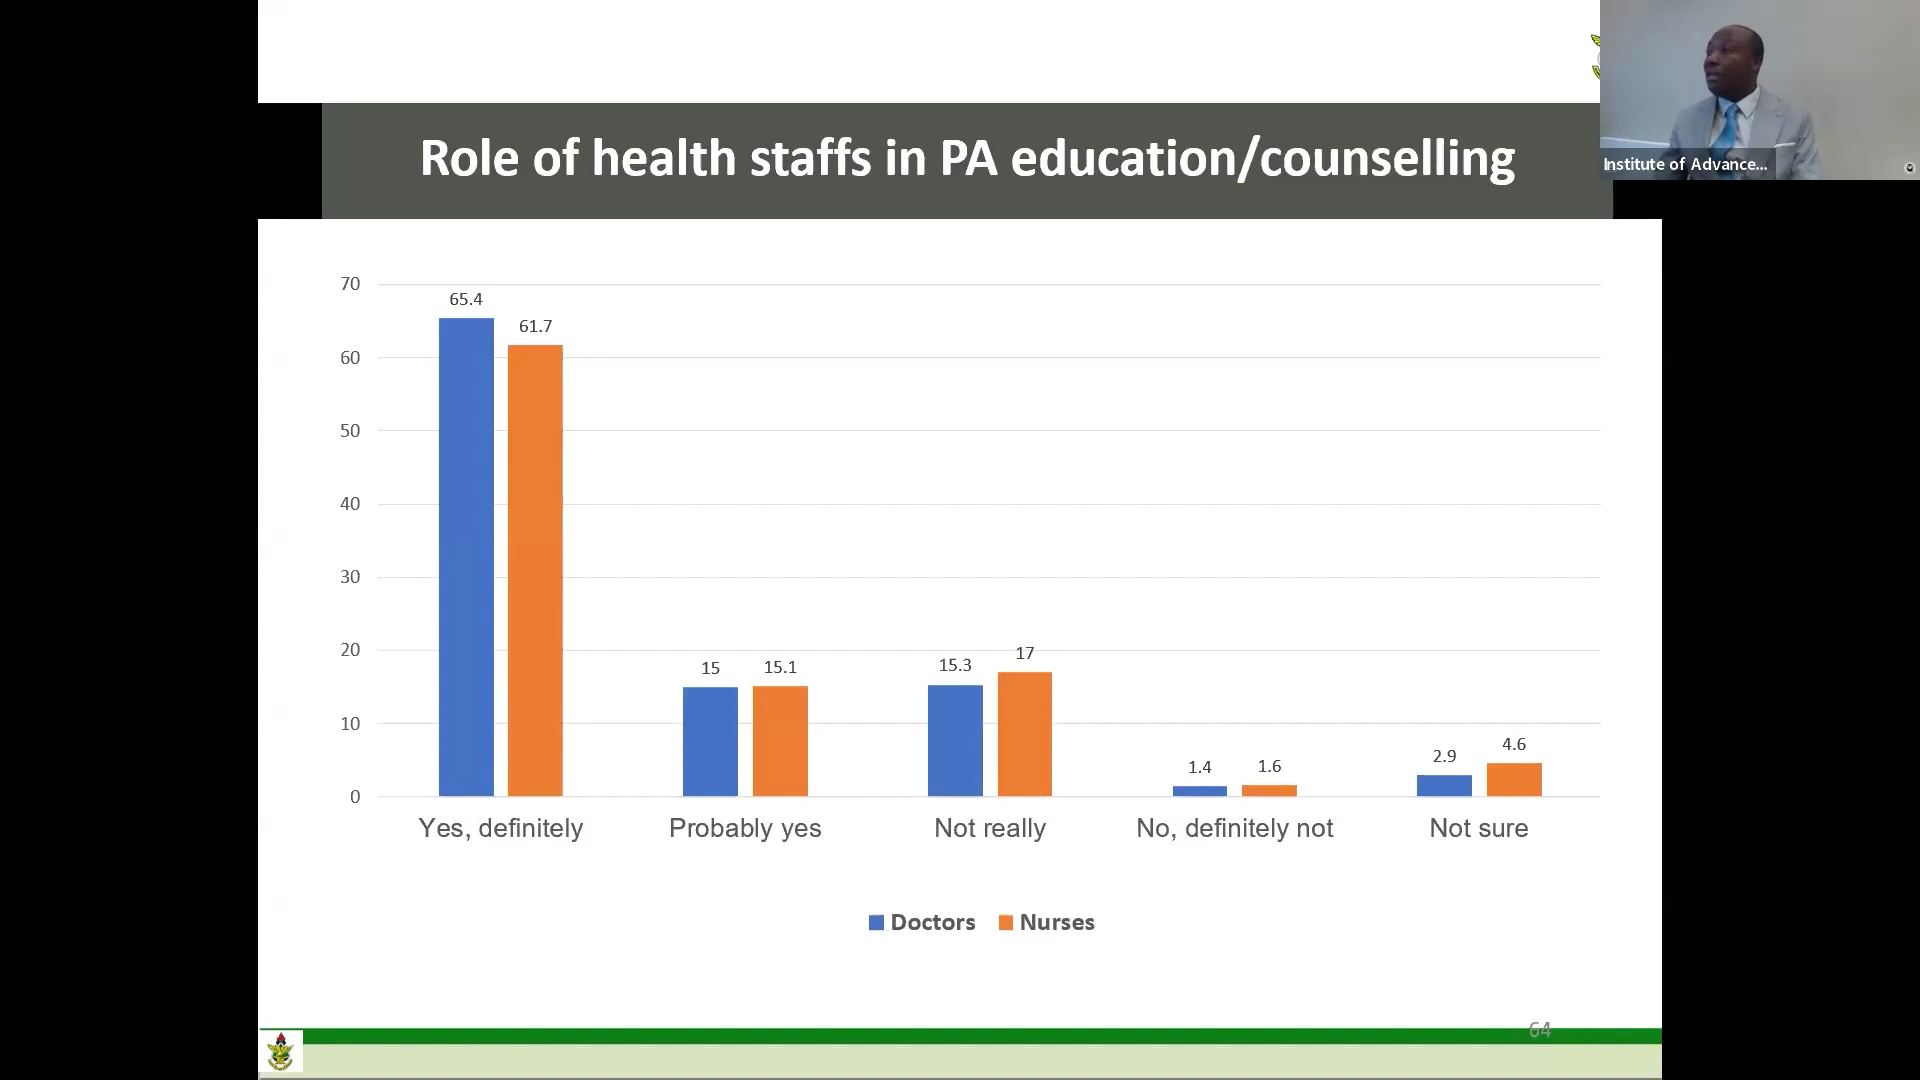 Role of health staffs in PA education/counselling
Institute of Advance...
70
60
50
40
30
20
10
0
65.4
61.7
15
15.1
15.3
17
1.4
1.6
2.9
4.6
Yes, definitely
Probably yes
Not really
No, definitely not
Not sure
Doctors
Nurses
64